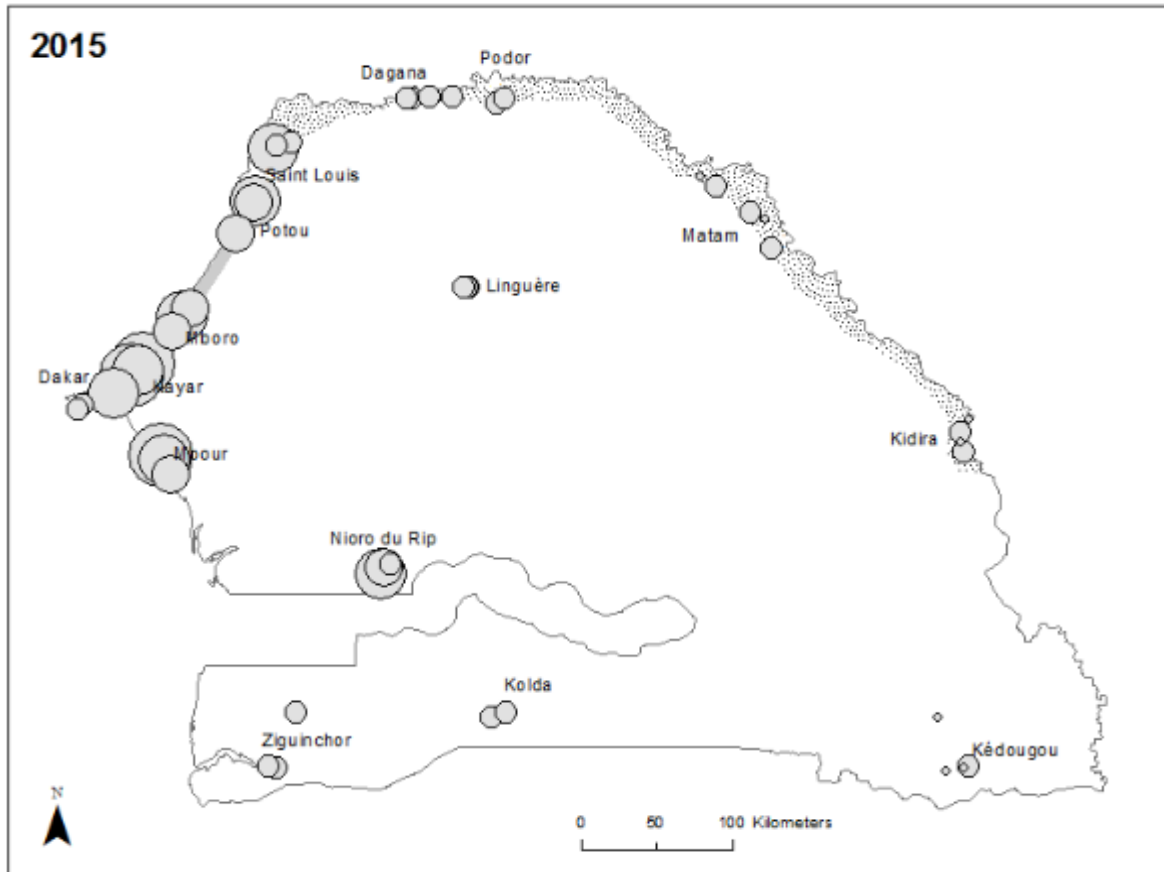 2015
Podor
Dagana
Saint Louis
Potou
Matam
Linguère
Mboro
Dakar
Kayar
Kidira
Mbour
Nioro du Rip
Kolda
Ziguinchor
Kédougou
N
0 50 100 Kilometers